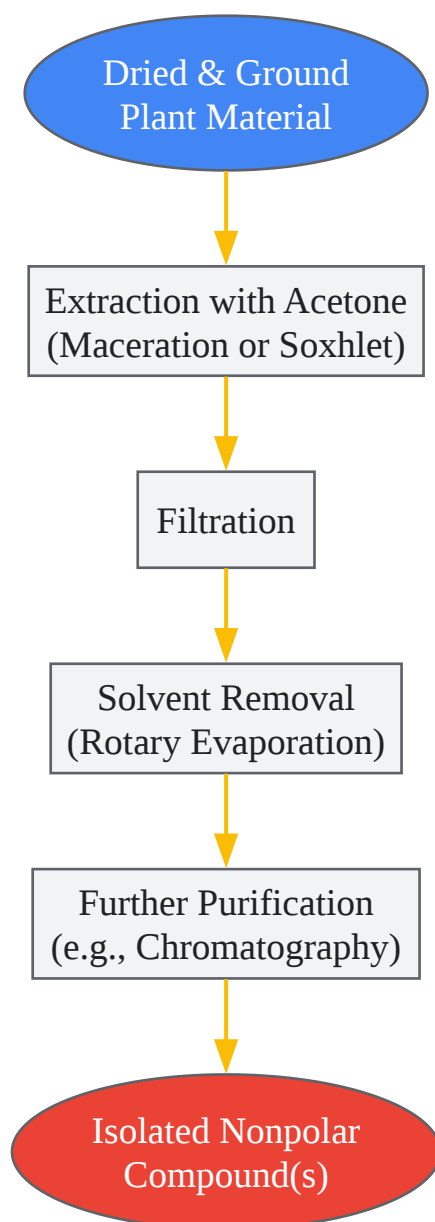 Dried & Ground
Plant Material
Extraction with Acetone
(Maceration or Soxhlet)
Filtration
Solvent Removal
(Rotary Evaporation)
Further Purification
(e.g., Chromatography)
Isolated Nonpolar
Compound(s)